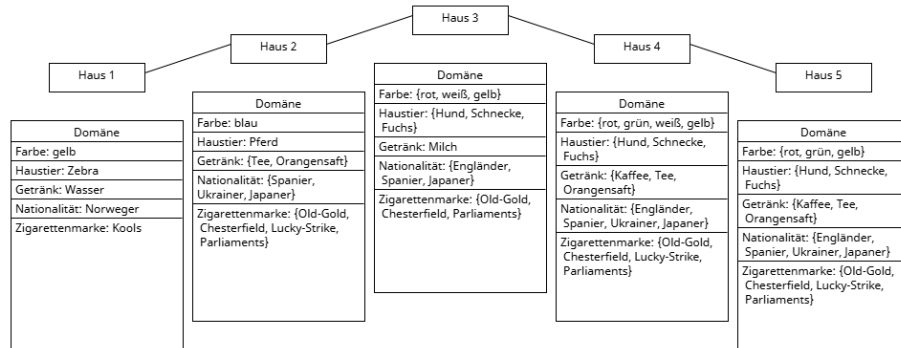 Haus 3
Haus 2
Haus 4
Haus 1
Haus 5
Domäne
Farbe: gelb
Haustier: Zebra
Getränk: Wasser
Nationalität: Norweger
Zigarettenmarke: Kools
Domäne
Farbe: blau
Haustier: Pferd
Getränk: {Tee, Orangensaft}
Nationalität: {Spanier,
Ukrainer, Japaner}
Zigarettenmarke: {Old-Gold,
Chesterfield, Lucky-Strike,
Parliaments}
Domäne
Farbe: {rot, weiß, gelb}
Haustier: {Hund, Schnecke,
Fuchs}
Getränk: Milch
Nationalität: {Engländer,
Spanier, Japaner}
Zigarettenmarke: {Old-Gold,
Chesterfield, Parliaments}
Domäne
Farbe: {rot, grün, weiß, gelb}
Haustier: {Hund, Schnecke,
Fuchs}
Getränk: {Kaffee, Tee,
Orangensaft}
Nationalität: {Engländer,
Spanier, Ukrainer, Japaner}
Zigarettenmarke: {Old-Gold,
Chesterfield, Lucky-Strike,
Parliaments}
Domäne
Farbe: {rot, grün, gelb}
Haustier: {Hund, Schnecke,
Fuchs}
Getränk: {Kaffee, Tee,
Orangensaft}
Nationalität: {Engländer,
Spanier, Ukrainer, Japaner}
Zigarettenmarke: {Old-Gold,
Chesterfield, Lucky-Strike,
Parliaments}